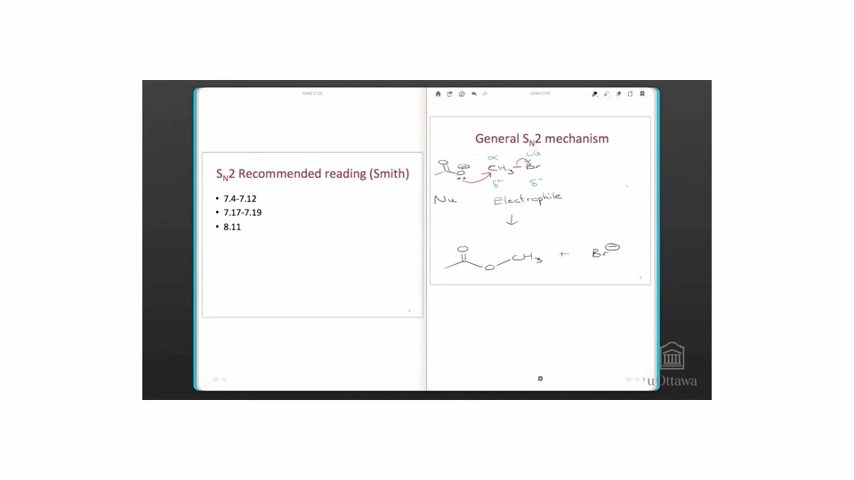 SN2 Recommended reading (Smith)
• 7.4-7.12
• 7.17-7.19
• 8.11
General SN2 mechanism
α LG
O O⊖ CH3–Br
δ+ δ-
Nu Electrophile
O
O CH3 + Br⊖
uOttawa